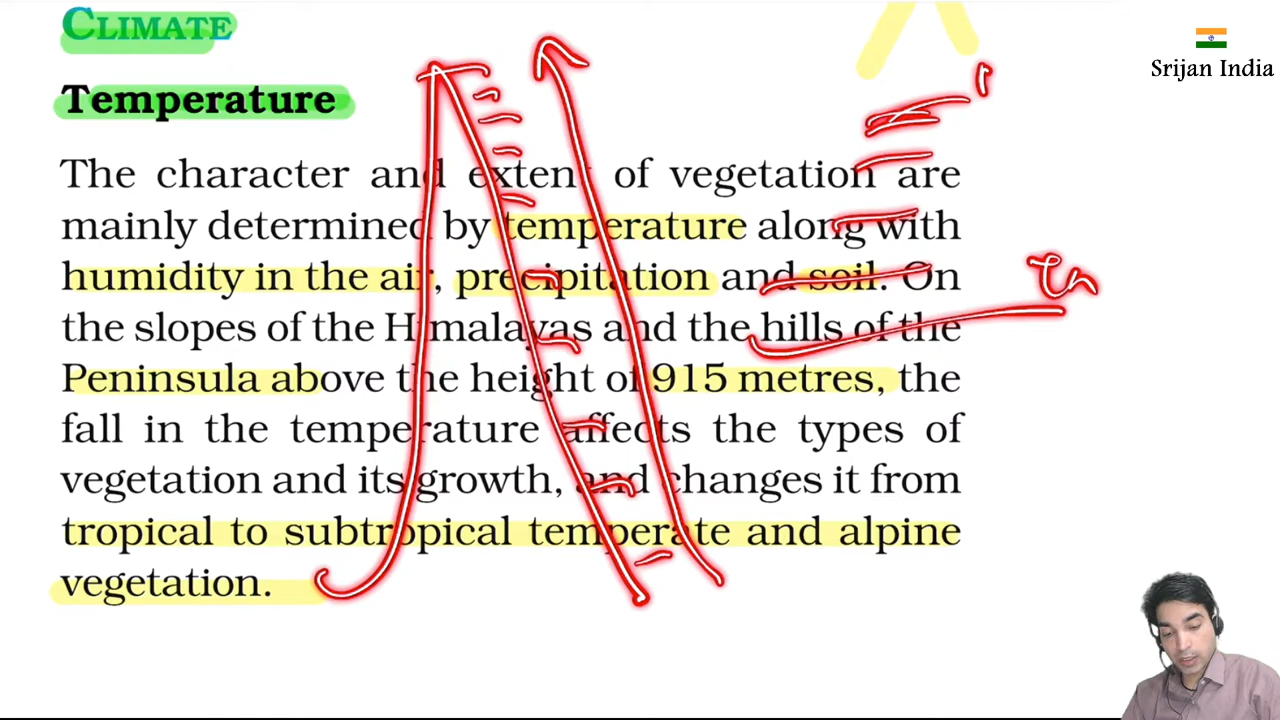 CLIMATE
Srijan India
Temperature
The character and extent of vegetation are
mainly determined by temperature along with
humidity in the air, precipitation and soil. On
the slopes of the Himalayas and the hills of the
Peninsula above the height of 915 metres, the
fall in the temperature affects the types of
vegetation and its growth, and changes it from
tropical to subtropical temperate and alpine
vegetation.